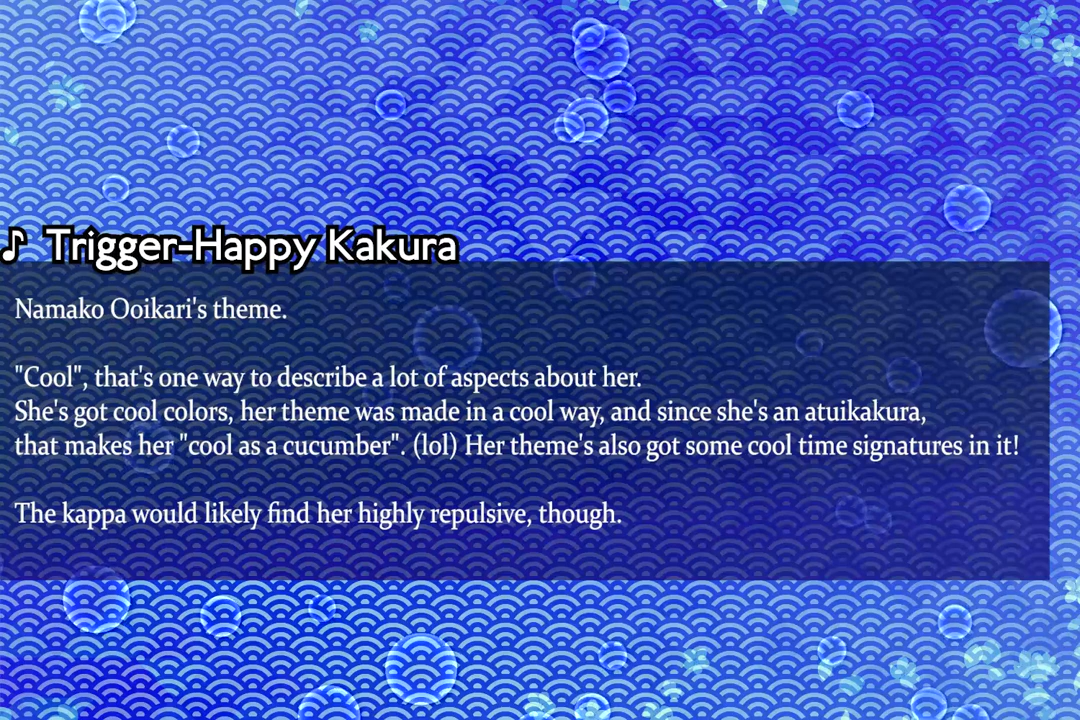 ♪ Trigger-Happy Kakura
Namako Ooikari's theme.
"Cool", that's one way to describe a lot of aspects about her.
She's got cool colors, her theme was made in a cool way, and since she's an atuikakura,
that makes her "cool as a cucumber". (lol) Her theme's also got some cool time signatures in it!
The kappa would likely find her highly repulsive, though.